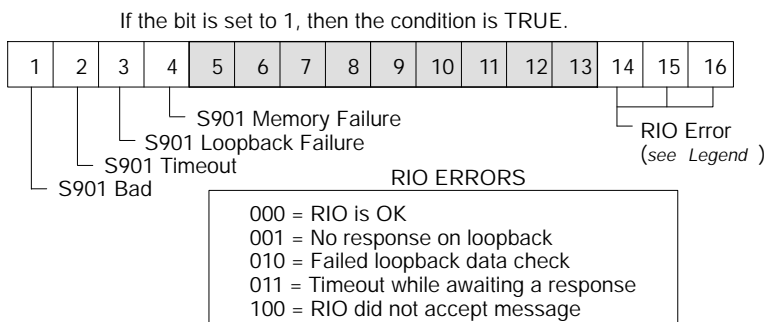 If the bit is set to 1, then the condition is TRUE.
1 2 3 4 5 6 7 8 9 10 11 12 13 14 15 16
S901 Memory Failure
S901 Loopback Failure
S901 Timeout
S901 Bad
RIO Error
(see Legend )
RIO ERRORS
000 = RIO is OK
001 = No response on loopback
010 = Failed loopback data check
011 = Timeout while awaiting a response
100 = RIO did not accept message